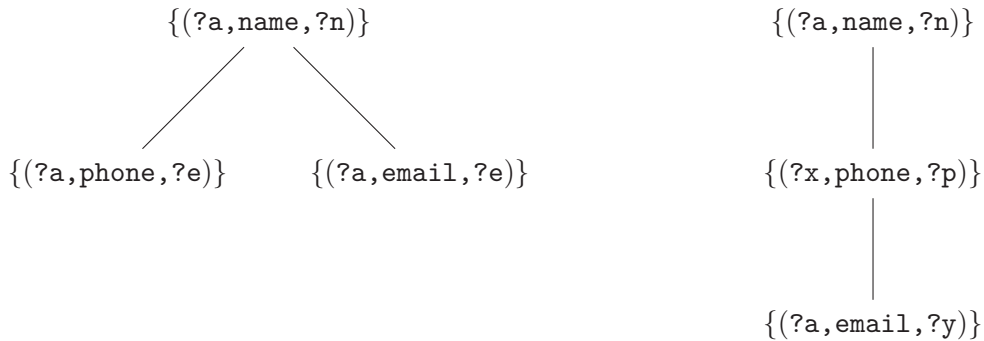 {(?a,name,?n)}
{(?a,phone,?e)} {(?a,email,?e)}
{(?a,name,?n)}
{(?x,phone,?p)}
{(?a,email,?y)}